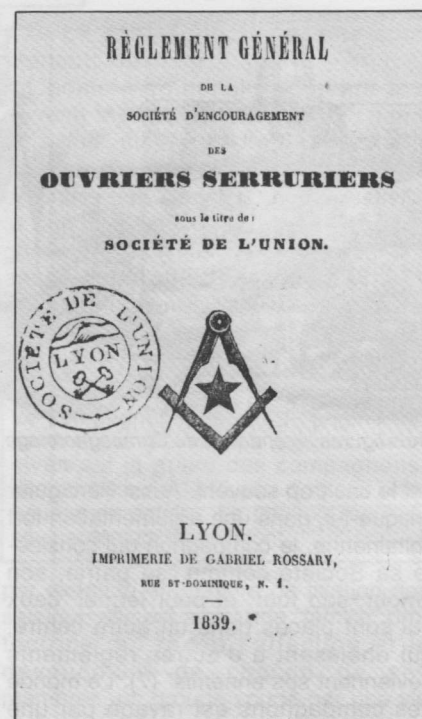 RÈGLEMENT GÉNÉRAL
DE LA
SOCIÉTÉ D'ENCOURAGEMENT
DES
OUVRIERS SERRURIERS
sous le titre de :
SOCIÉTÉ DE L'UNION.
SOCIÉTÉ DE L'UNION
LYON
LYON.
IMPRIMERIE DE GABRIEL ROSSARY,
RUE ST-DOMINIQUE, N. 1.
1839.